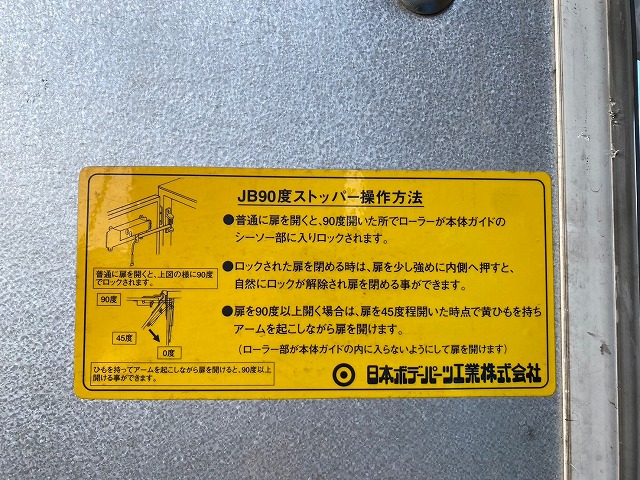 JB90度ストッパー操作方法
●普通に扉を開くと、90度開いた所でローラーが本体ガイドの
シーソー部に入りロックされます。
●ロックされた扉を閉める時は、扉を少し強めに内側へ押すと、
自然にロックが解除され扉を閉める事ができます。
●扉を90度以上開く場合は、扉を45度程開いた時点で黄ひもを持ち
アームを起こしながら扉を開けます。
(ローラー部が本体ガイドの内に入らないようにして扉を開けます)
普通に扉を開くと、上図の様に90度
でロックされます。
90度
45度
0度
ひもを持ってアームを起こしながら扉を開けると、90度以上
開ける事ができます。
日本ボデーパーツ工業株式会社